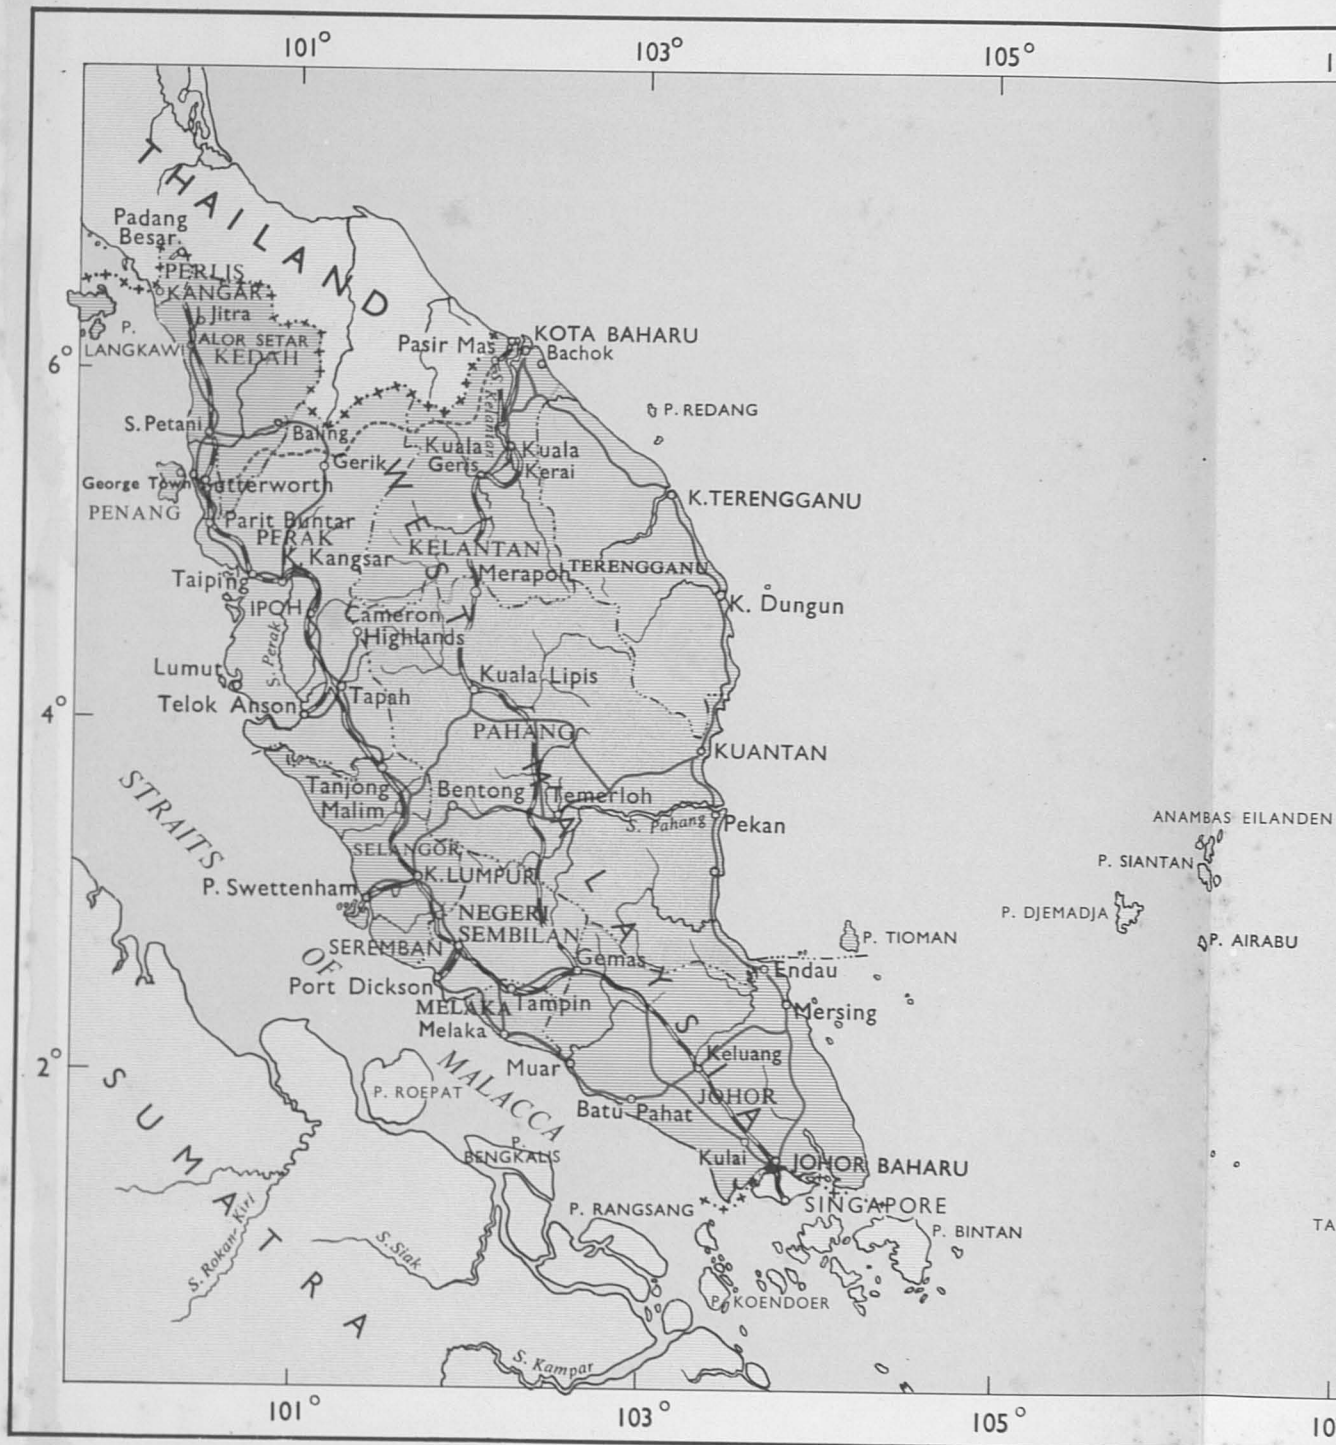 101°
103°
105°
THAILAND
Padang
Besar
PERLIS
KANGAR
Jitra
P.
LANGKAWI
ALOR SETAR
KEDAH
Pasir Mas
KOTA BAHARU
Bachok
6°
S. Kelantan
P. REDANG
S. Petani
Baling
Kuala
Geris
Kuala
Kerai
Gerik
George Town
Butterworth
PENANG
K. TERENGGANU
Parit Buntar
PERAK
K. Kangsar
KELANTAN
TERENGGANU
Taiping
Merapoh
IPOH
K. Dungun
Cameron
Highlands
S. Perak
Lumut
Kuala Lipis
Telok Anson
Tapah
4°
PAHANG
KUANTAN
WEST MALAYSIA
Tanjong
Malim
Bentong
Temerloh
S. Pahang
Pekan
ANAMBAS EILANDEN
STRAITS
OF
MALACCA
SELANGOR
P. SIANTAN
K. LUMPUR
P. Swettenham
NEGERI
SEMBILAN
P. DJEMADJA
P. TIOMAN
P. AIRABU
SEREMBAN
Gemas
Endau
Port Dickson
MELAKA
Tampin
Melaka
Mersing
2°
Muar
Keluang
P. ROEPAT
JOHOR
Batu Pahat
SUMATRA
P.
BENGKALIS
Kulai
JOHOR BAHARU
SINGAPORE
P. RANGSANG
P. BINTAN
S. Rokan-Kiri
S. Siak
P. KOENDOER
S. Kampar
101°
103°
105°